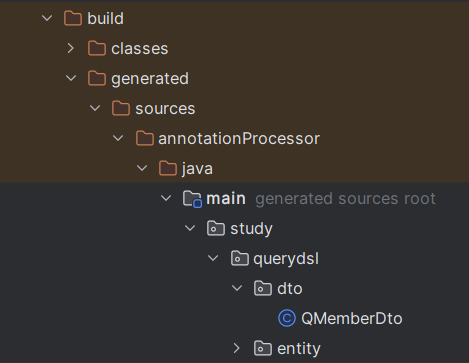 build
classes
generated
sources
annotationProcessor
java
main generated sources root
study
querydsl
dto
QMemberDto
entity